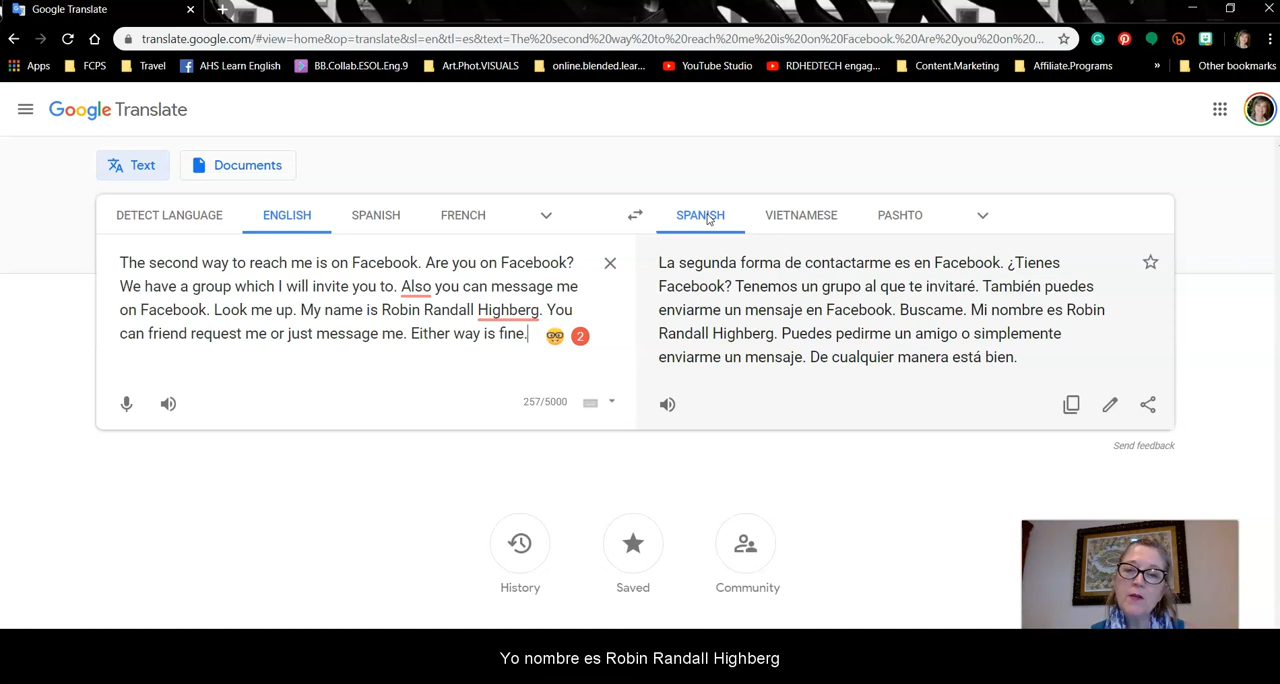 Google Translate
translate.google.com/#view=home&op=translate&sl=en&tl=es&text=The%20second%20way%20to%20reach%20me%20is%20on%20Facebook.%20Are%20you%20on%20...
Apps FCPS Travel AHS Learn English BB.Collab.ESOL.Eng.9 Art.Phot.VISUALS online.blended.lear... YouTube Studio RDHEDTECH engag... Content.Marketing Affiliate.Programs » Other bookmarks
Google Translate
Text Documents
DETECT LANGUAGE ENGLISH SPANISH FRENCH SPANISH VIETNAMESE PASHTO
The second way to reach me is on Facebook. Are you on Facebook?
We have a group which I will invite you to. Also you can message me
on Facebook. Look me up. My name is Robin Randall Highberg. You
can friend request me or just message me. Either way is fine.
2
257/5000
La segunda forma de contactarme es en Facebook. ¿Tienes
Facebook? Tenemos un grupo al que te invitaré. También puedes
enviarme un mensaje en Facebook. Buscame. Mi nombre es Robin
Randall Highberg. Puedes pedirme un amigo o simplemente
enviarme un mensaje. De cualquier manera está bien.
Send feedback
History Saved Community
Yo nombre es Robin Randall Highberg